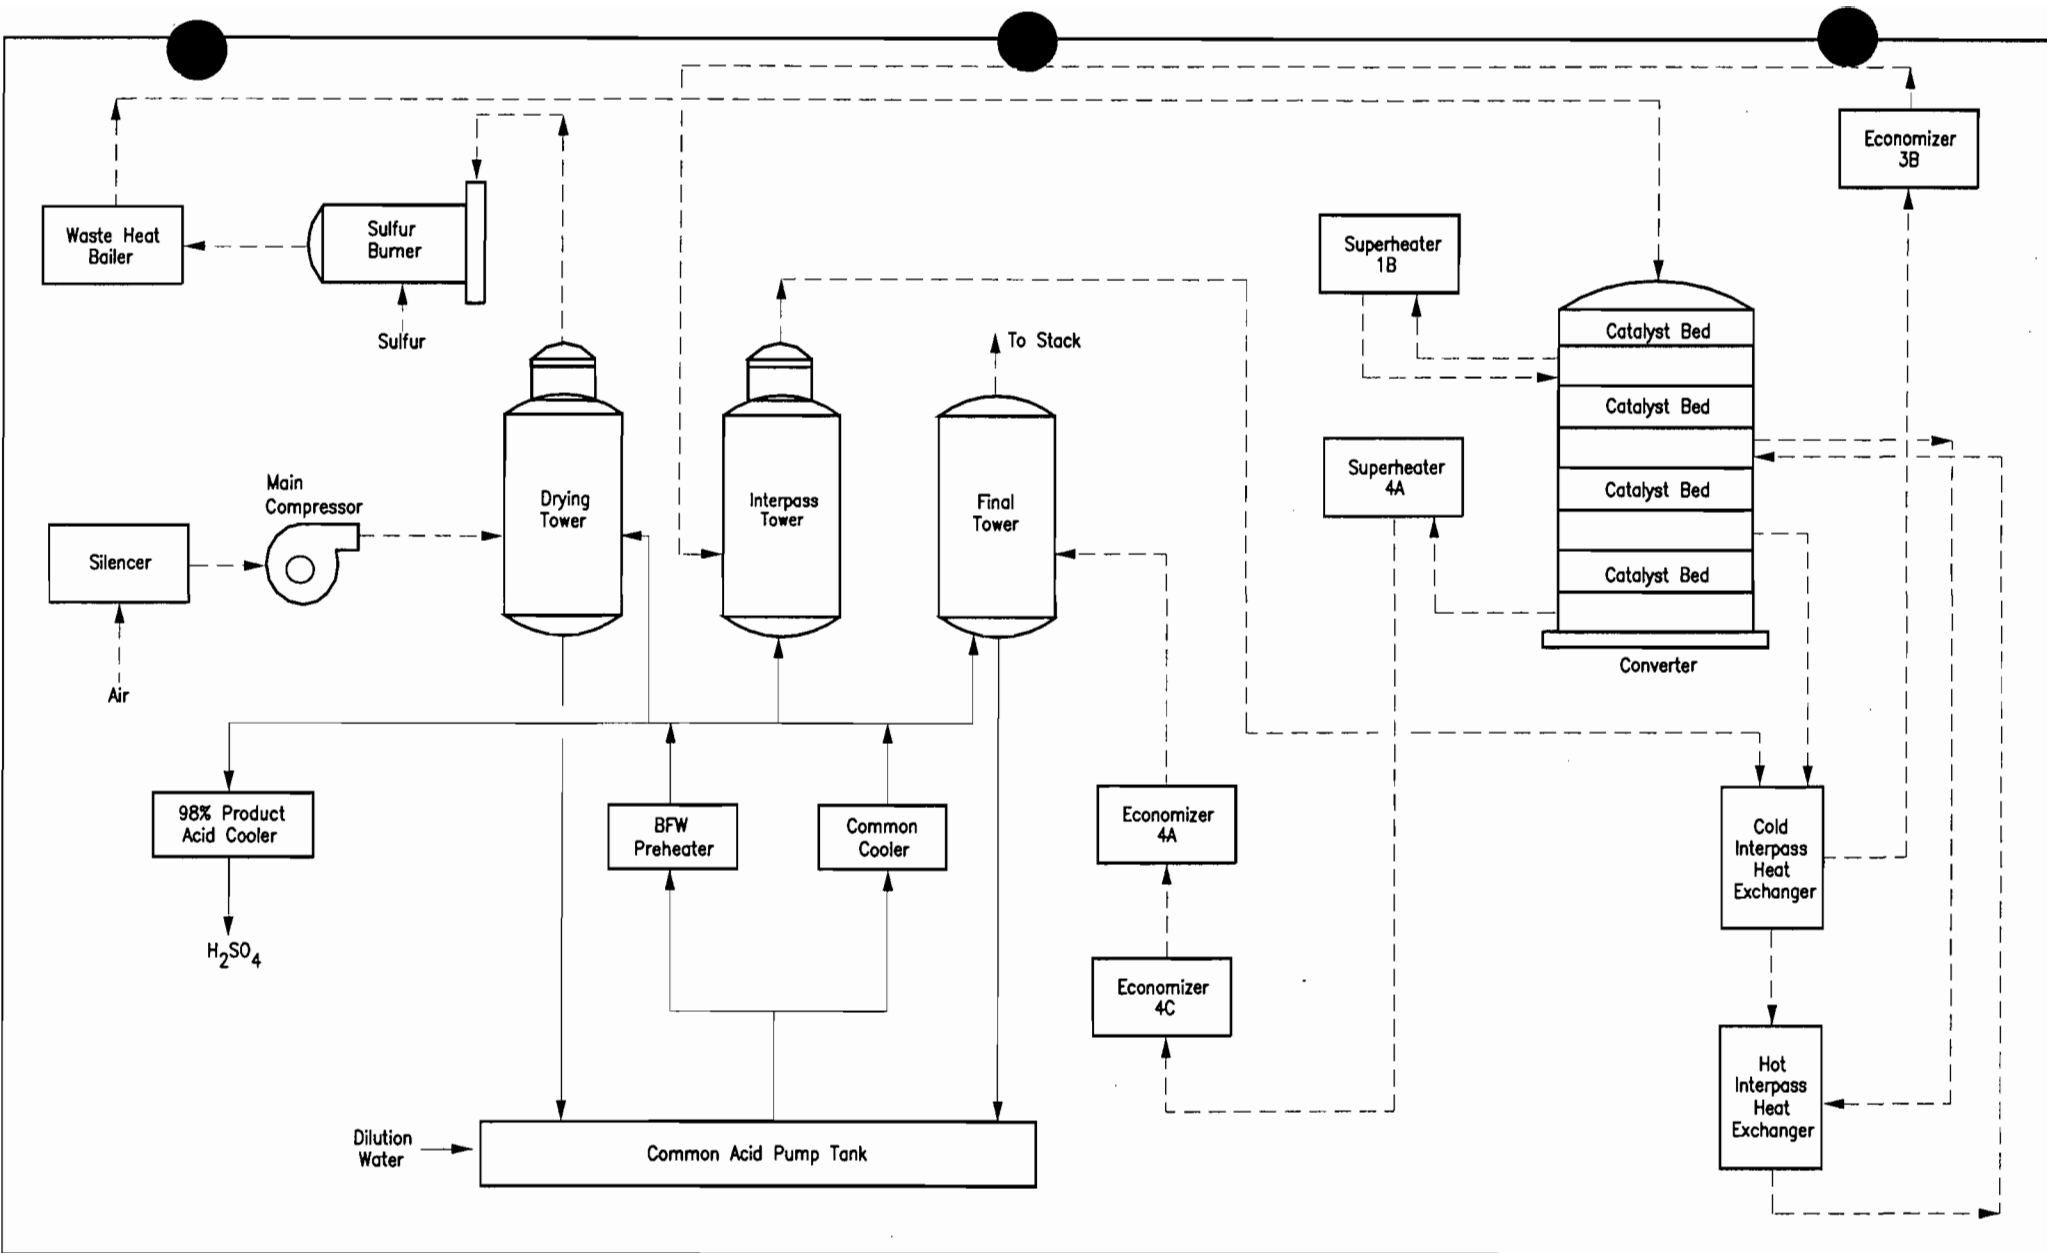 Economizer
3B
Waste Heat
Bailer
Sulfur
Burner
Sulfur
Superheater
1B
To Stack
Catalyst Bed
Catalyst Bed
Catalyst Bed
Catalyst Bed
Converter
Superheater
4A
Main
Compressor
Silencer
Air
Drying
Tower
Interpass
Tower
Final
Tower
98% Product
Acid Cooler
H2SO4
BFW
Preheater
Common
Cooler
Economizer
4A
Economizer
4C
Cold
Interpass
Heat
Exchanger
Hot
Interpass
Heat
Exchanger
Dilution
Water
Common Acid Pump Tank